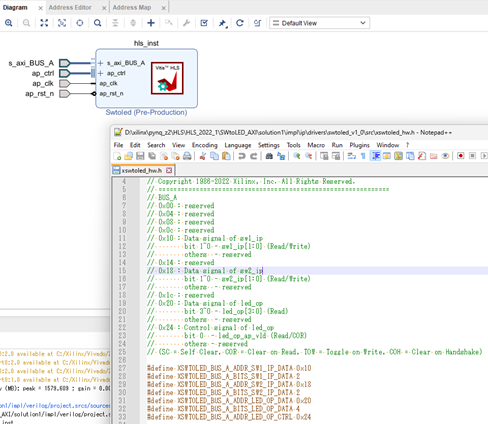 Diagram
Address Editor
Address Map
Default View
hls_inst
s_axi_BUS_A
ap_ctrl
ap_clk
ap_rst_n
s_axi_BUS_A
ap_ctrl
ap_clk
ap_rst_n
Vitis™ HLS
Swtoled (Pre-Production)
D:\xilinx\pynq_z2\HLS\HLS_2022_1\SWtoLED_AXI\solution1\impl\ip\drivers\swtoled_v1_0\src\xswtoled_hw.h - Notepad++
File Edit Search View Encoding Language Settings Tools Macro Run Plugins Window ?
xswtoled_hw.h
4 // Copyright 1986-2022 Xilinx, Inc. All Rights Reserved.
5 // ==============================================================
6 // BUS_A
7 // 0x00 : reserved
8 // 0x04 : reserved
9 // 0x08 : reserved
10 // 0x0c : reserved
11 // 0x10 : Data signal of sw1_ip
12 // bit 1~0 - sw1_ip[1:0] (Read/Write)
13 // others - reserved
14 // 0x14 : reserved
15 // 0x18 : Data signal of sw2_ip
16 // bit 1~0 - sw2_ip[1:0] (Read/Write)
17 // others - reserved
18 // 0x1c : reserved
19 // 0x20 : Data signal of led_op
20 // bit 3~0 - led_op[3:0] (Read)
21 // others - reserved
22 // 0x24 : Control signal of led_op
23 // bit 0 - led_op_ap_vld (Read/COR)
24 // others - reserved
25 // (SC = Self Clear, COR = Clear on Read, TOW = Toggle on Write, COH = Clear on Handshake)
26
27 #define XSWTOLED_BUS_A_ADDR_SW1_IP_DATA 0x10
28 #define XSWTOLED_BUS_A_BITS_SW1_IP_DATA 2
29 #define XSWTOLED_BUS_A_ADDR_SW2_IP_DATA 0x18
30 #define XSWTOLED_BUS_A_BITS_SW2_IP_DATA 2
31 #define XSWTOLED_BUS_A_ADDR_LED_OP_DATA 0x20
32 #define XSWTOLED_BUS_A_BITS_LED_OP_DATA 4
33 #define XSWTOLED_BUS_A_ADDR_LED_OP_CTRL 0x24
:2.0 available at C:/Xilinx/Vivado/2
(MB): peak = 1579.609 ; gain = 0.0
/solution1/impl/verilog/project.srcs/sources
_AXI/solution1/impl/verilog/project.